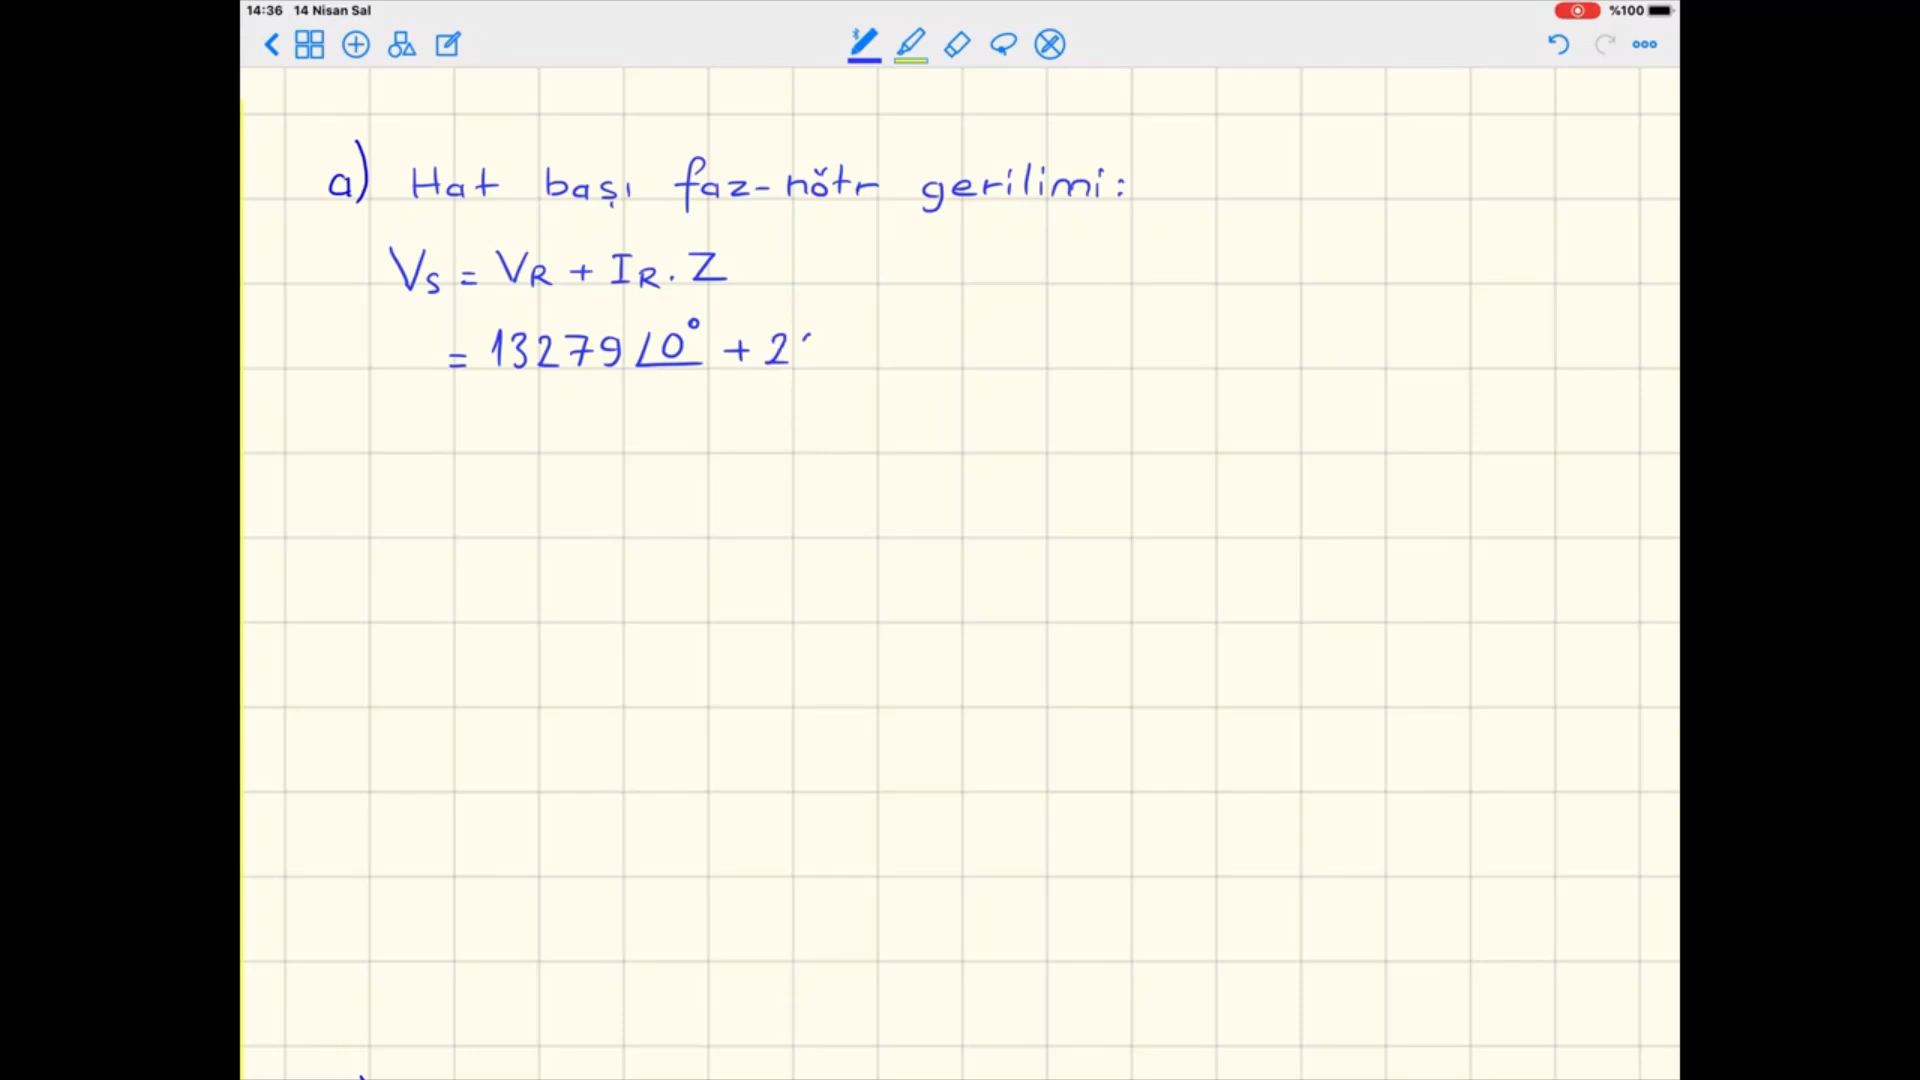 14:36 14 Nisan Sal
%100
a) Hat başı faz-nötr gerilimi:
VS = VR + IR . Z
= 13279 ∠0° + 2